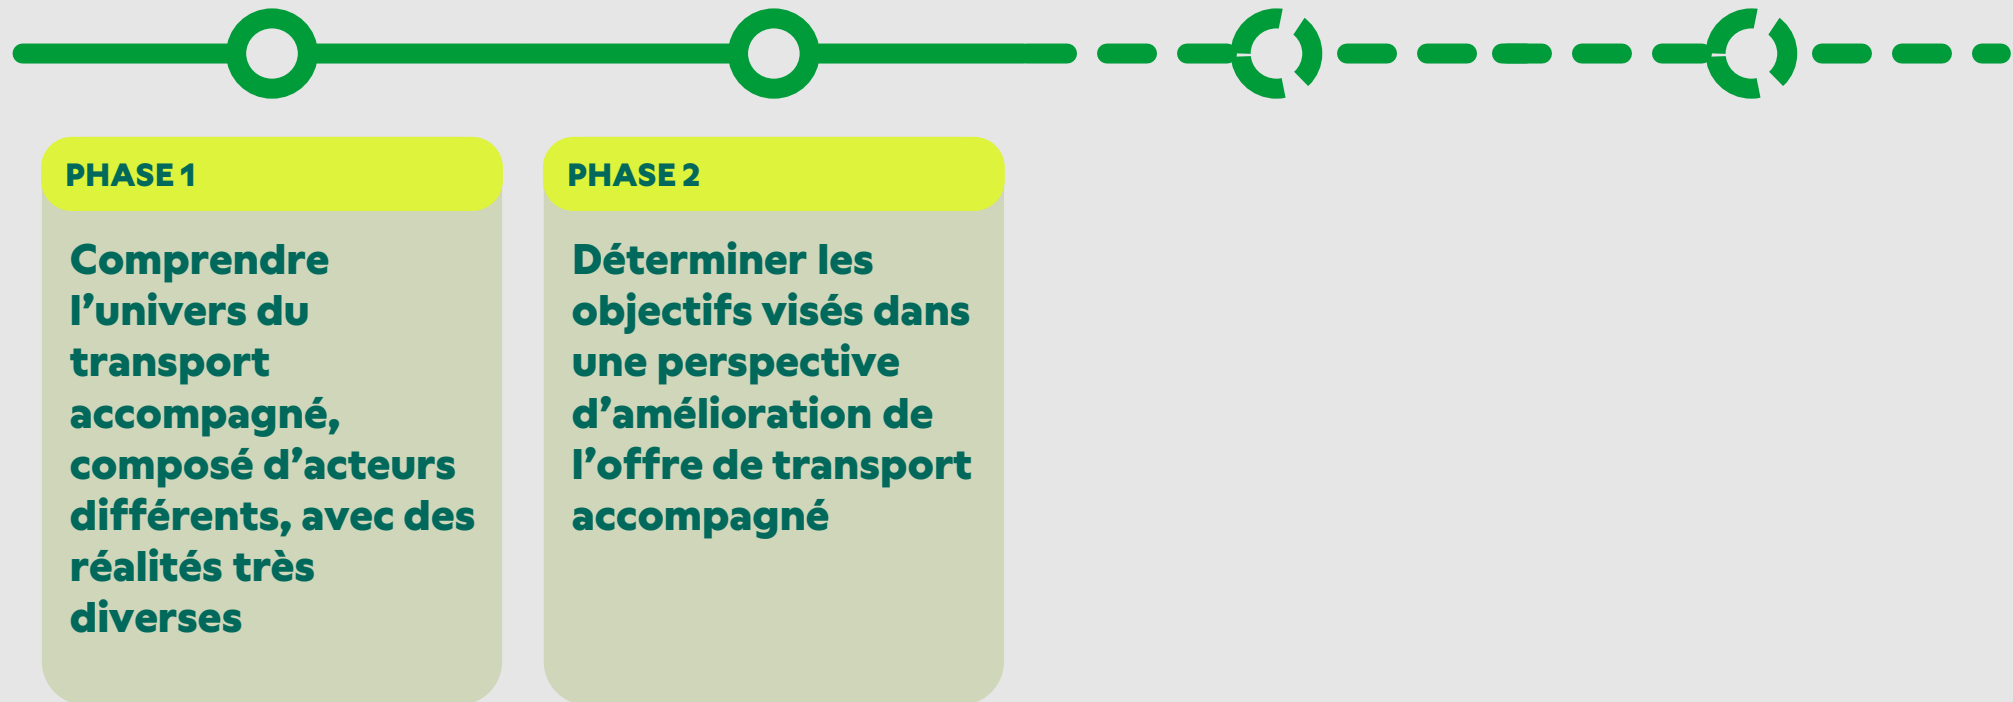 PHASE 1
Comprendre
l’univers du
transport
accompagné,
composé d’acteurs
différents, avec des
réalités très
diverses
PHASE 2
Déterminer les
objectifs visés dans
une perspective
d’amélioration de
l’offre de transport
accompagné